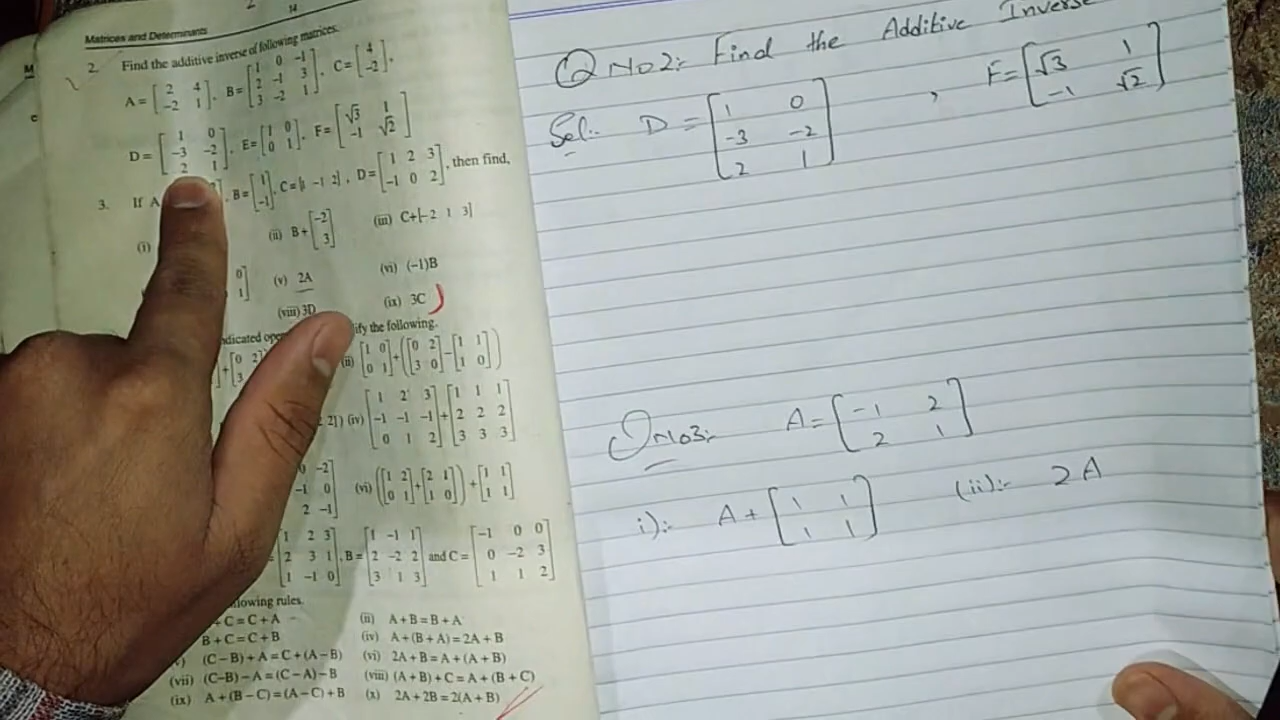 14
Matrices and Determinants
2. Find the additive inverse of following matrices.
A = [2 4; -2 1], B = [1 0 -1; 2 -1 3; 3 -2 1], C = [4; -2],
D = [1 0; -3 -2; 2 1], E = [1 0; 0 1], F = [√3 1; -1 √2]
3. If A , B = [1; -1], C = [1 -1 2], D = [1 2 3; -1 0 2], then find,
(i) (ii) B+[-2; 3] (iii) C+[-2 1 3]
0 1] (v) 2A (vi) (-1)B
(viii) 3D (ix) 3C
ify the following.
(ii) [1 0; 0 1]+([0 2; 3 0]-[1 1; 1 0])
(iv) [1 2 3; -1 -1 -1; 0 1 2]+[1 1 1; 2 2 2; 3 3 3]
(vi) ([1 2; 0 1]+[2 1; 1 0])+[1 1; 1 1]
[1 2 3; 2 3 1; 1 -1 0], B = [1 -1 1; 2 -2 2; 3 1 3] and C = [-1 0 0; 0 -2 3; 1 1 2]
rules.
+C = C+A (ii) A+B = B+A
B+C = C+B (iv) A+(B+A) = 2A+B
(C-B)+A = C+(A-B) (vi) 2A+B = A+(A+B)
(vii) (C-B)-A = (C-A)-B (viii) (A+B)+C = A+(B+C)
(ix) A+(B-C) = (A-C)+B (x) 2A+2B = 2(A+B)
Q No2:- Find the Additive Inverse
Sol:- D = [1 0; -3 -2; 2 1] , F = [√3 1; -1 √2]
Q No3:- A = [-1 2; 2 1]
i):- A + [1 1; 1 1] (ii):- 2A